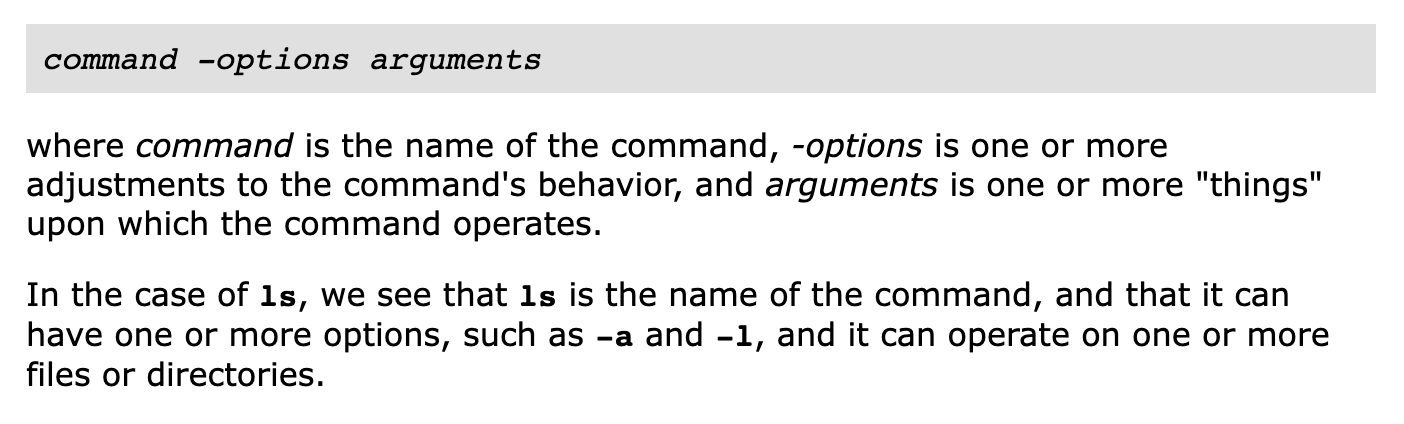 command -options arguments
where command is the name of the command, -options is one or more
adjustments to the command's behavior, and arguments is one or more "things"
upon which the command operates.
In the case of ls, we see that ls is the name of the command, and that it can
have one or more options, such as -a and -l, and it can operate on one or more
files or directories.